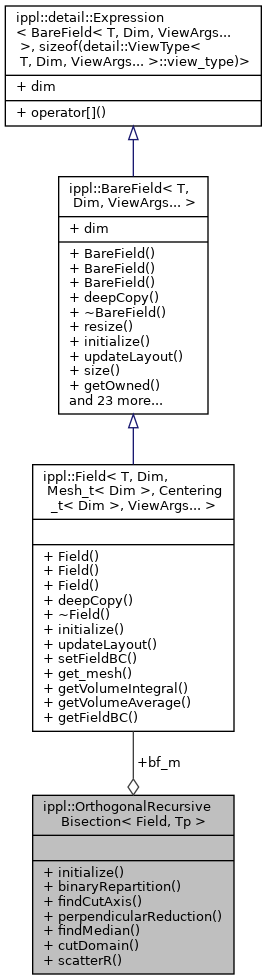 ippl::detail::Expression
< BareField< T, Dim, ViewArgs...
>, sizeof(detail::ViewType<
T, Dim, ViewArgs... >::view_type)>
+ dim
+ operator[]()
ippl::BareField< T,
Dim, ViewArgs... >
+ dim
+ BareField()
+ BareField()
+ BareField()
+ deepCopy()
+ ~BareField()
+ resize()
+ initialize()
+ updateLayout()
+ size()
+ getOwned()
and 23 more...
ippl::Field< T, Dim,
Mesh_t< Dim >, Centering
_t< Dim >, ViewArgs... >
+ Field()
+ Field()
+ Field()
+ deepCopy()
+ ~Field()
+ initialize()
+ updateLayout()
+ setFieldBC()
+ get_mesh()
+ getVolumeIntegral()
+ getVolumeAverage()
+ getFieldBC()
+bf_m
ippl::OrthogonalRecursive
Bisection< Field, Tp >
+ initialize()
+ binaryRepartition()
+ findCutAxis()
+ perpendicularReduction()
+ findMedian()
+ cutDomain()
+ scatterR()